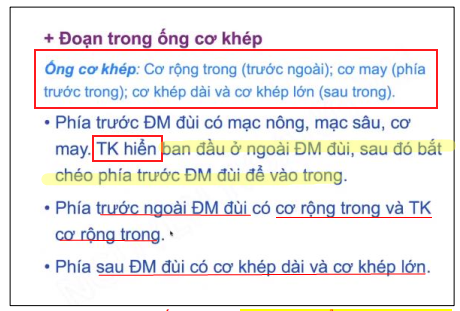 + Đoạn trong ống cơ khép
Ống cơ khép: Cơ rộng trong (trước ngoài); cơ may (phía
trước trong); cơ khép dài và cơ khép lớn (sau trong).
• Phía trước ĐM đùi có mạc nông, mạc sâu, cơ
may. TK hiển ban đầu ở ngoài ĐM đùi, sau đó bắt
chéo phía trước ĐM đùi để vào trong.
• Phía trước ngoài ĐM đùi có cơ rộng trong và TK
cơ rộng trong.
• Phía sau ĐM đùi có cơ khép dài và cơ khép lớn.